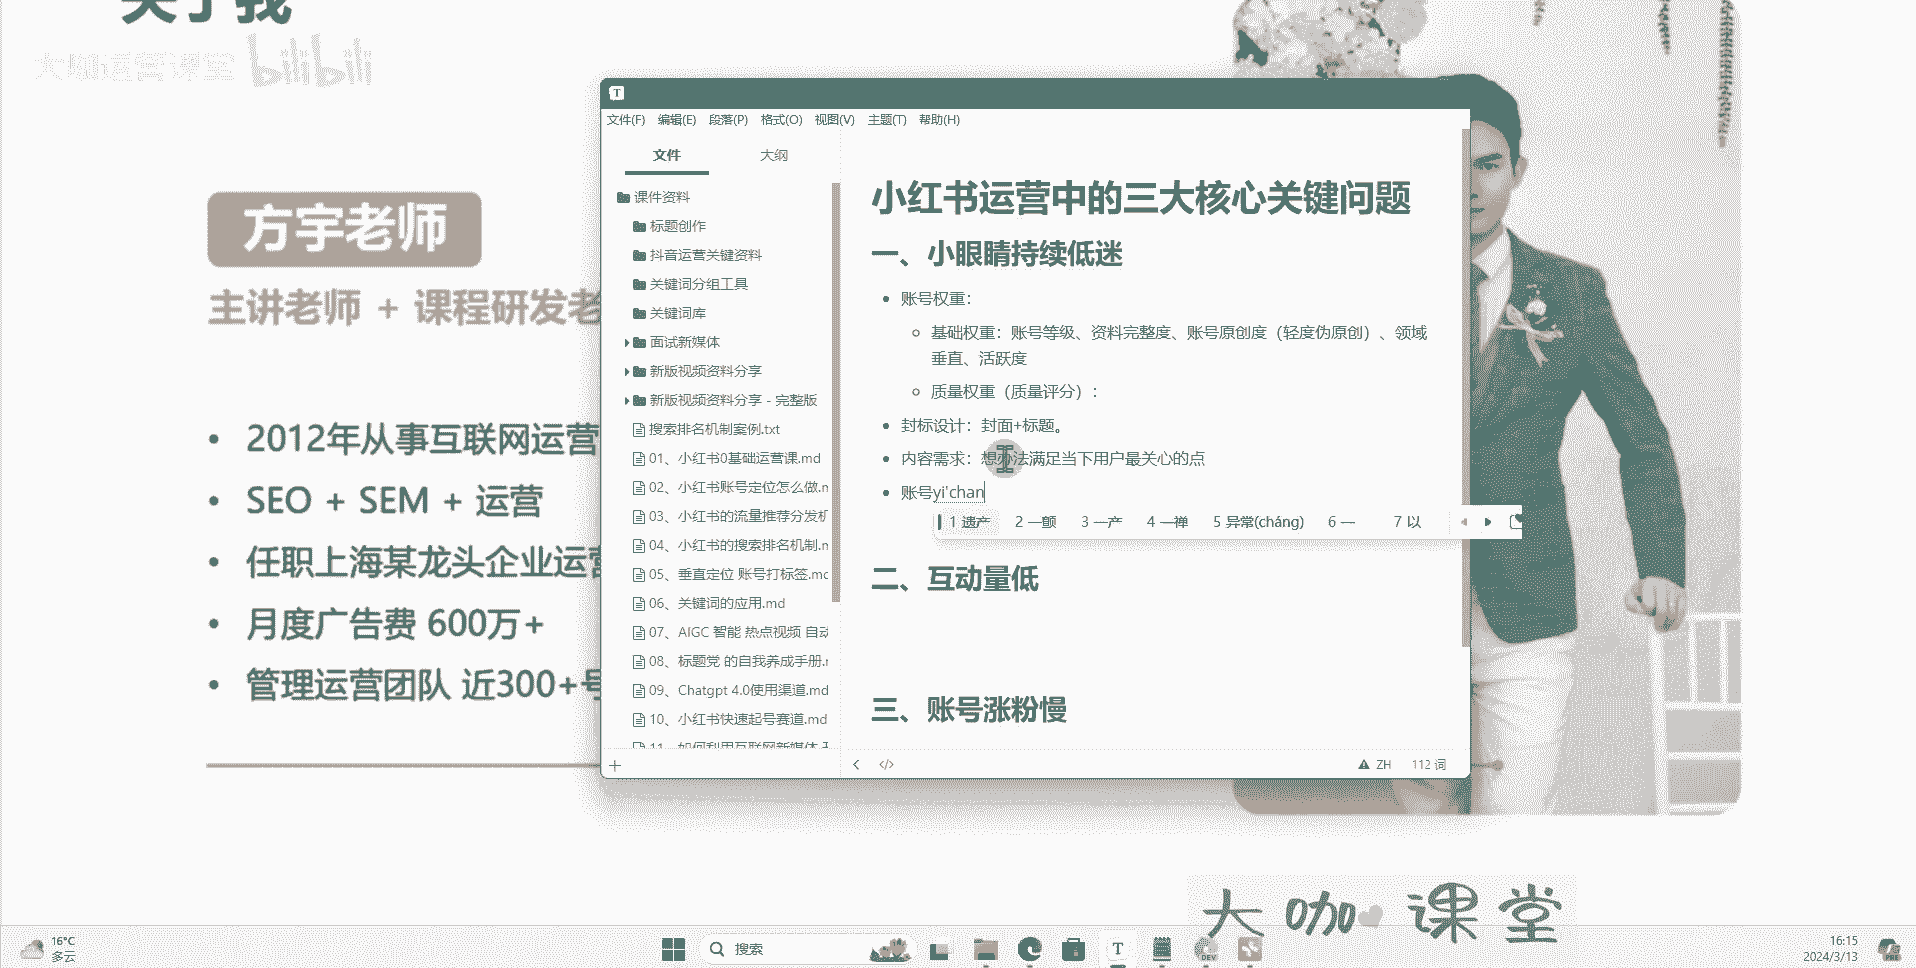 关于我
大咖运营课堂 bilibili
方宇老师
主讲老师 + 课程研发老
2012年从事互联网运营
SEO + SEM + 运营
任职上海某龙头企业运营
月度广告费 600万+
管理运营团队 近300+号
T
文件(F) 编辑(E) 段落(P) 格式(O) 视图(V) 主题(T) 帮助(H)
文件 大纲
课件资料
标题创作
抖音运营关键资料
关键词分组工具
关键词库
面试新媒体
新版视频资料分享
新版视频资料分享 - 完整版
搜索排名机制案例.txt
01、小红书0基础运营课.md
02、小红书账号定位怎么做.m
03、小红书的流量推荐分发机
04、小红书的搜索排名机制.m
05、垂直定位 账号打标签.md
06、关键词的应用.md
07、AIGC 智能 热点视频 自动
08、标题党 的自我养成手册.m
09、Chatgpt 4.0使用渠道.md
10、小红书快速起号赛道.md
11、如何利用互联网新媒体
小红书运营中的三大核心关键问题
一、小眼睛持续低迷
账号权重：
基础权重：账号等级、资料完整度、账号原创度（轻度伪原创）、领域
垂直、活跃度
质量权重（质量评分）：
封标设计：封面+标题。
内容需求：想办法满足当下用户最关心的点
账号yi'chan
1 遗产 2 一颤 3 一产 4 一禅 5 异常(cháng) 6 一 7 以
二、互动量低
三、账号涨粉慢
ZH 112 词
大咖课堂
16°C
多云
搜索
T
DEV
16:15
2024/3/13
PRE